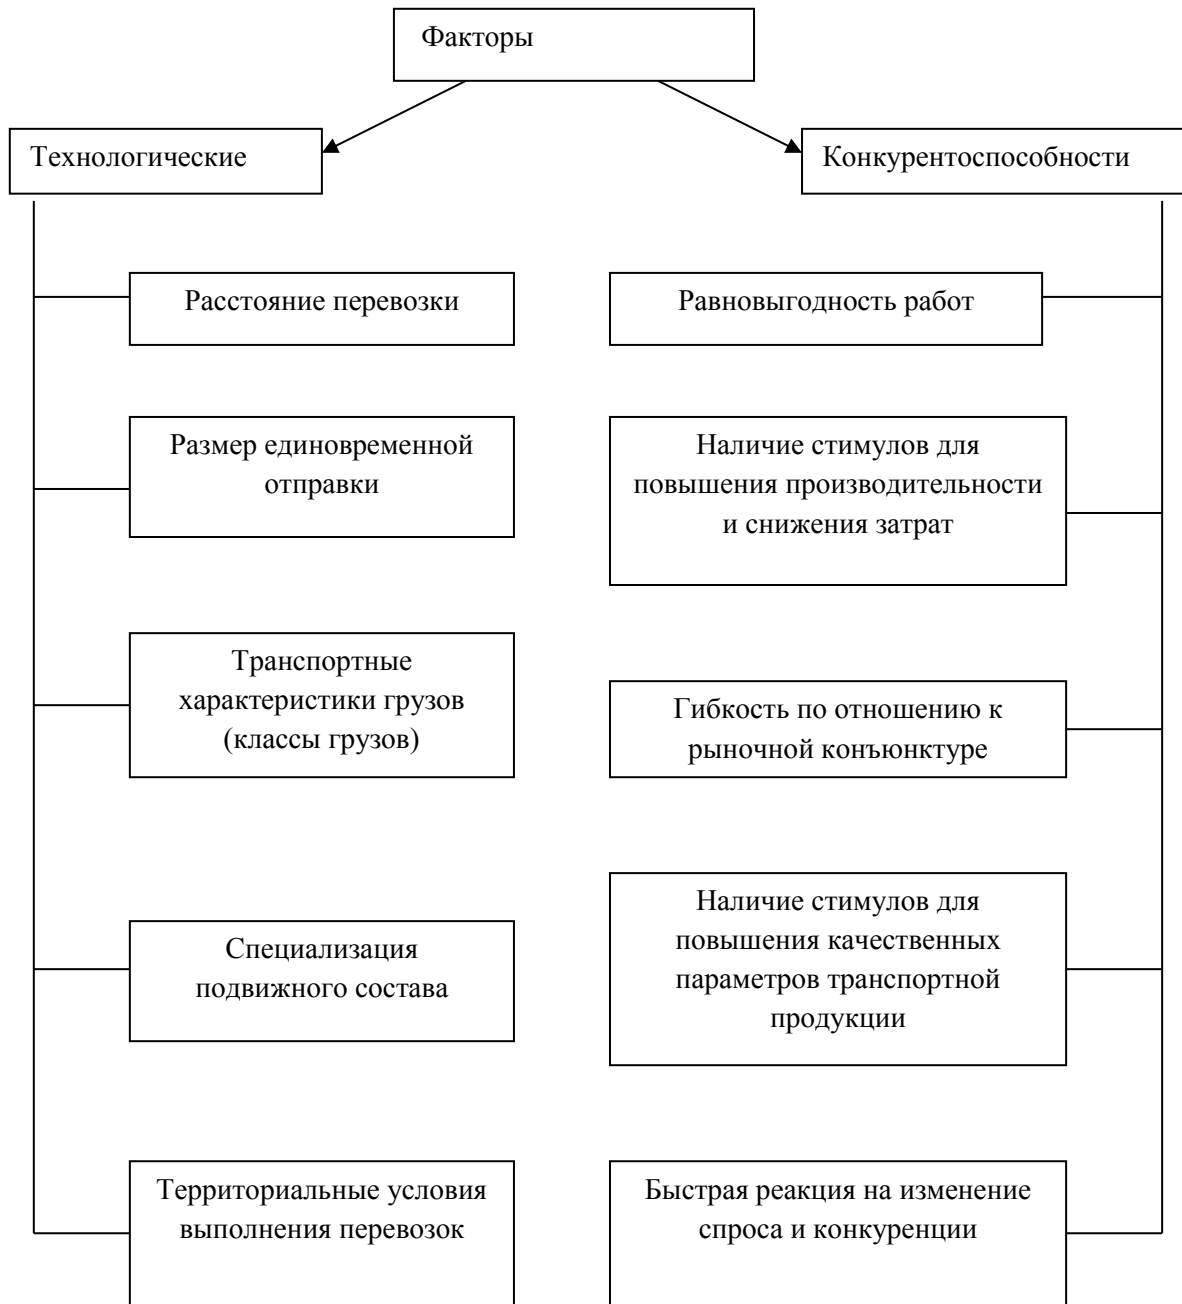 Факторы
Технологические
Конкурентоспособности
Расстояние перевозки
Равновыгодность работ
Размер единовременной
отправки
Наличие стимулов для
повышения производительности
и снижения затрат
Транспортные
характеристики грузов
(классы грузов)
Гибкость по отношению к
рыночной конъюнктуре
Специализация
подвижного состава
Наличие стимулов для
повышения качественных
параметров транспортной
продукции
Территориальные условия
выполнения перевозок
Быстрая реакция на изменение
спроса и конкуренции